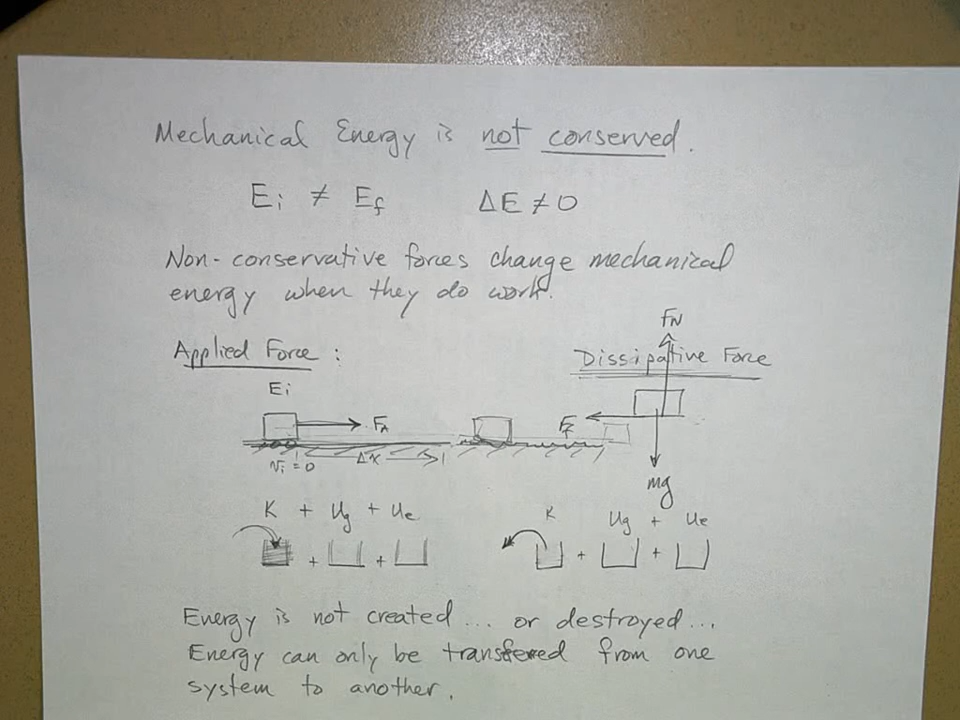 Mechanical Energy is not conserved.
Ei ≠ Ef ΔE ≠ 0
Non-conservative forces change mechanical
energy when they do work.
Applied Force :
Dissipative Force
FN
Ei
FA
Ff
vi = 0 Δx
mg
K + Ug + Ue
K Ug + Ue
+ +
+ +
Energy is not created... or destroyed...
Energy can only be transfered from one
system to another.